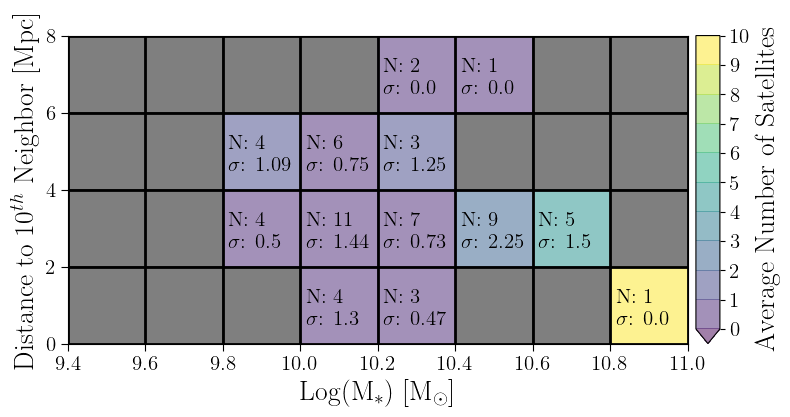 Distance to 10^th Neighbor [Mpc]
8
6
4
2
0
N: 2
σ: 0.0
N: 1
σ: 0.0
N: 4
σ: 1.09
N: 6
σ: 0.75
N: 3
σ: 1.25
N: 4
σ: 0.5
N: 11
σ: 1.44
N: 7
σ: 0.73
N: 9
σ: 2.25
N: 5
σ: 1.5
N: 4
σ: 1.3
N: 3
σ: 0.47
N: 1
σ: 0.0
9.4 9.6 9.8 10.0 10.2 10.4 10.6 10.8 11.0
Log(M_*) [M_⊙]
10
9
8
7
6
5
4
3
2
1
0
Average Number of Satellites